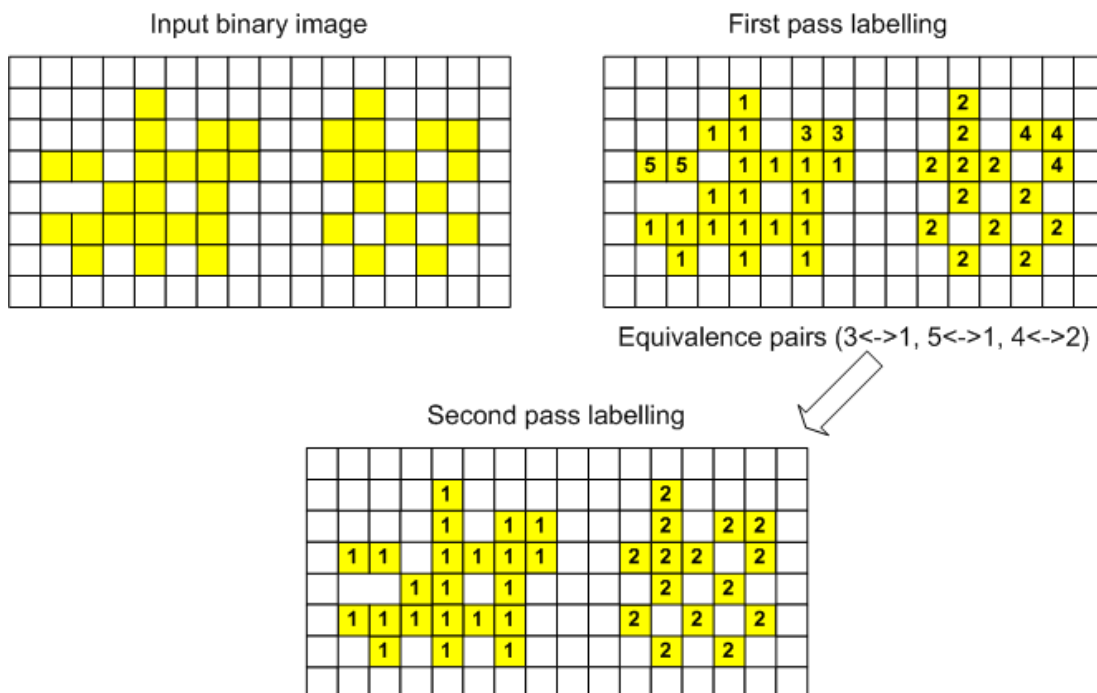 Input binary image
First pass labelling
1 2
1 1 3 3 2 4 4
5 5 1 1 1 1 2 2 2 4
1 1 1 2 2
1 1 1 1 1 1 2 2 2
1 1 1 2 2
Equivalence pairs (3<->1, 5<->1, 4<->2)
Second pass labelling
1 2
1 1 1 2 2 2
1 1 1 1 1 1 2 2 2 2
1 1 1 2 2
1 1 1 1 1 1 2 2 2
1 1 1 2 2